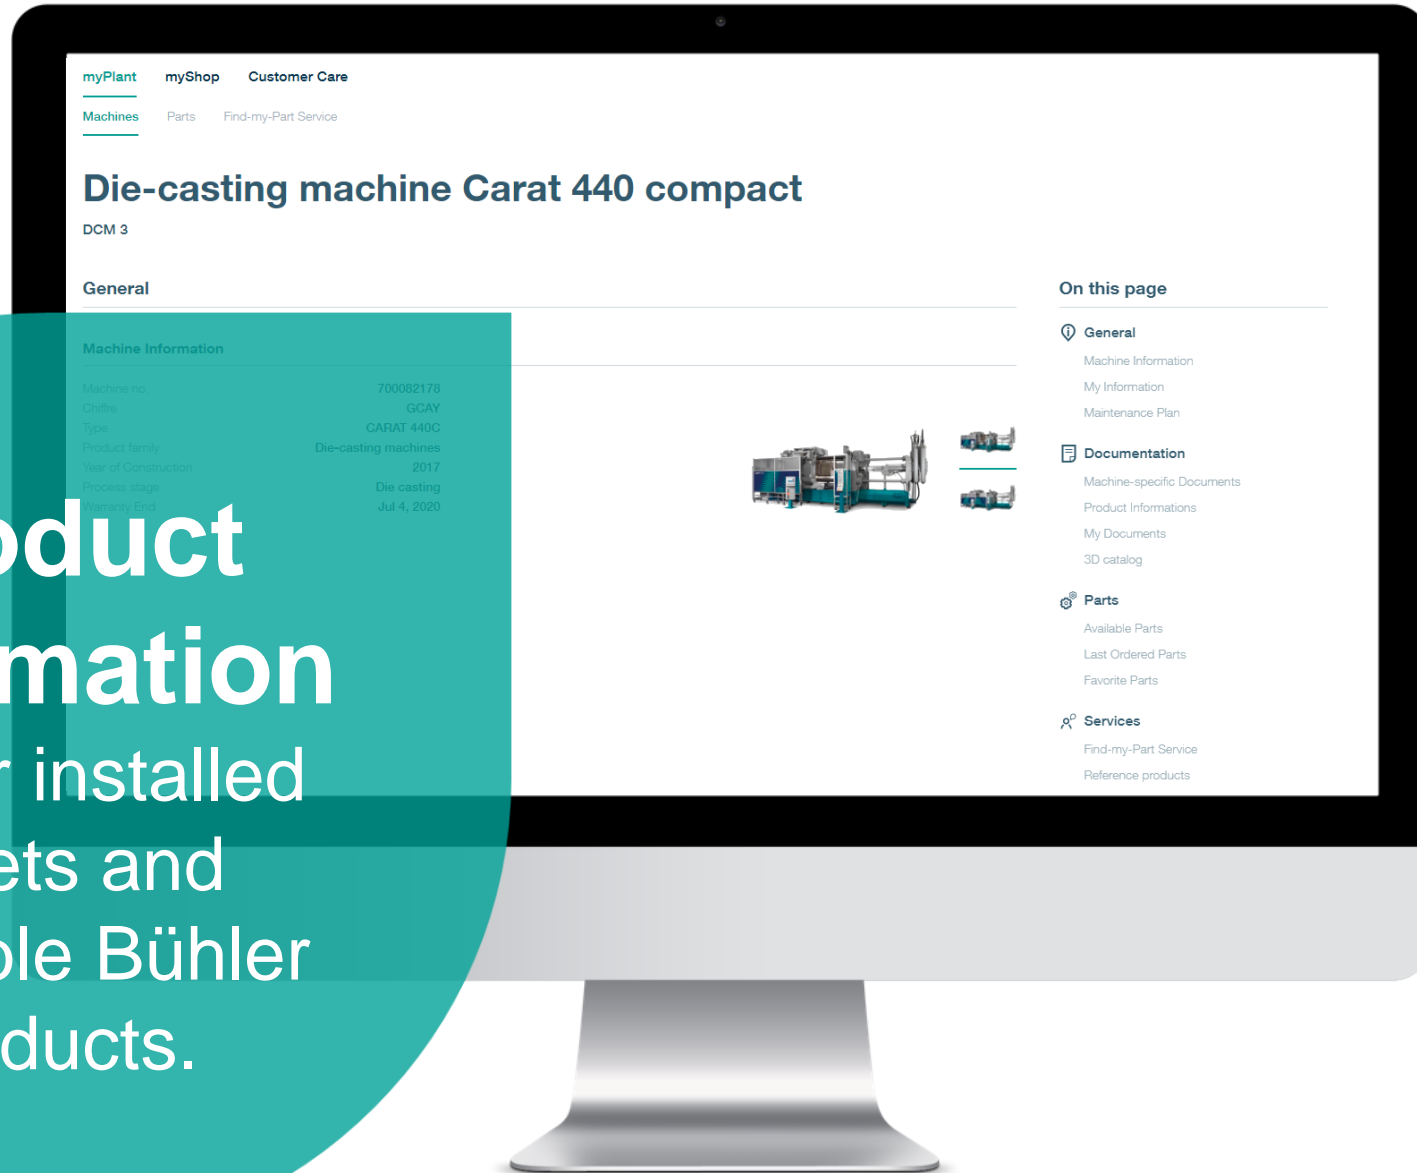 myPlant myShop Customer Care
Machines Parts Find-my-Part Service
Die-casting machine Carat 440 compact
DCM 3
General
Machine Information
Machine no 700082178
Chiffre GCAY
Type CARAT 440C
Product family Die-casting machines
Year of Construction 2017
Process stage Die casting
Warranty End Jul 4, 2020
On this page
General
Machine Information
My Information
Maintenance Plan
Documentation
Machine-specific Documents
Product Informations
My Documents
3D catalog
Parts
Available Parts
Last Ordered Parts
Favorite Parts
Services
Find-my-Part Service
Reference products
oduct
mation
r installed
ets and
ole Bühler
ducts.